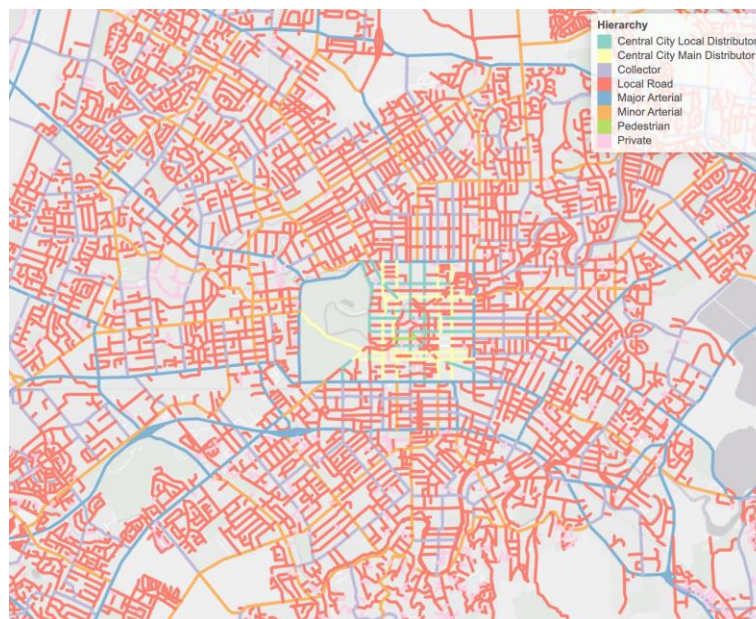 Hierarchy
Central City Local Distributor
Central City Main Distributor
Collector
Local Road
Major Arterial
Minor Arterial
Pedestrian
Private